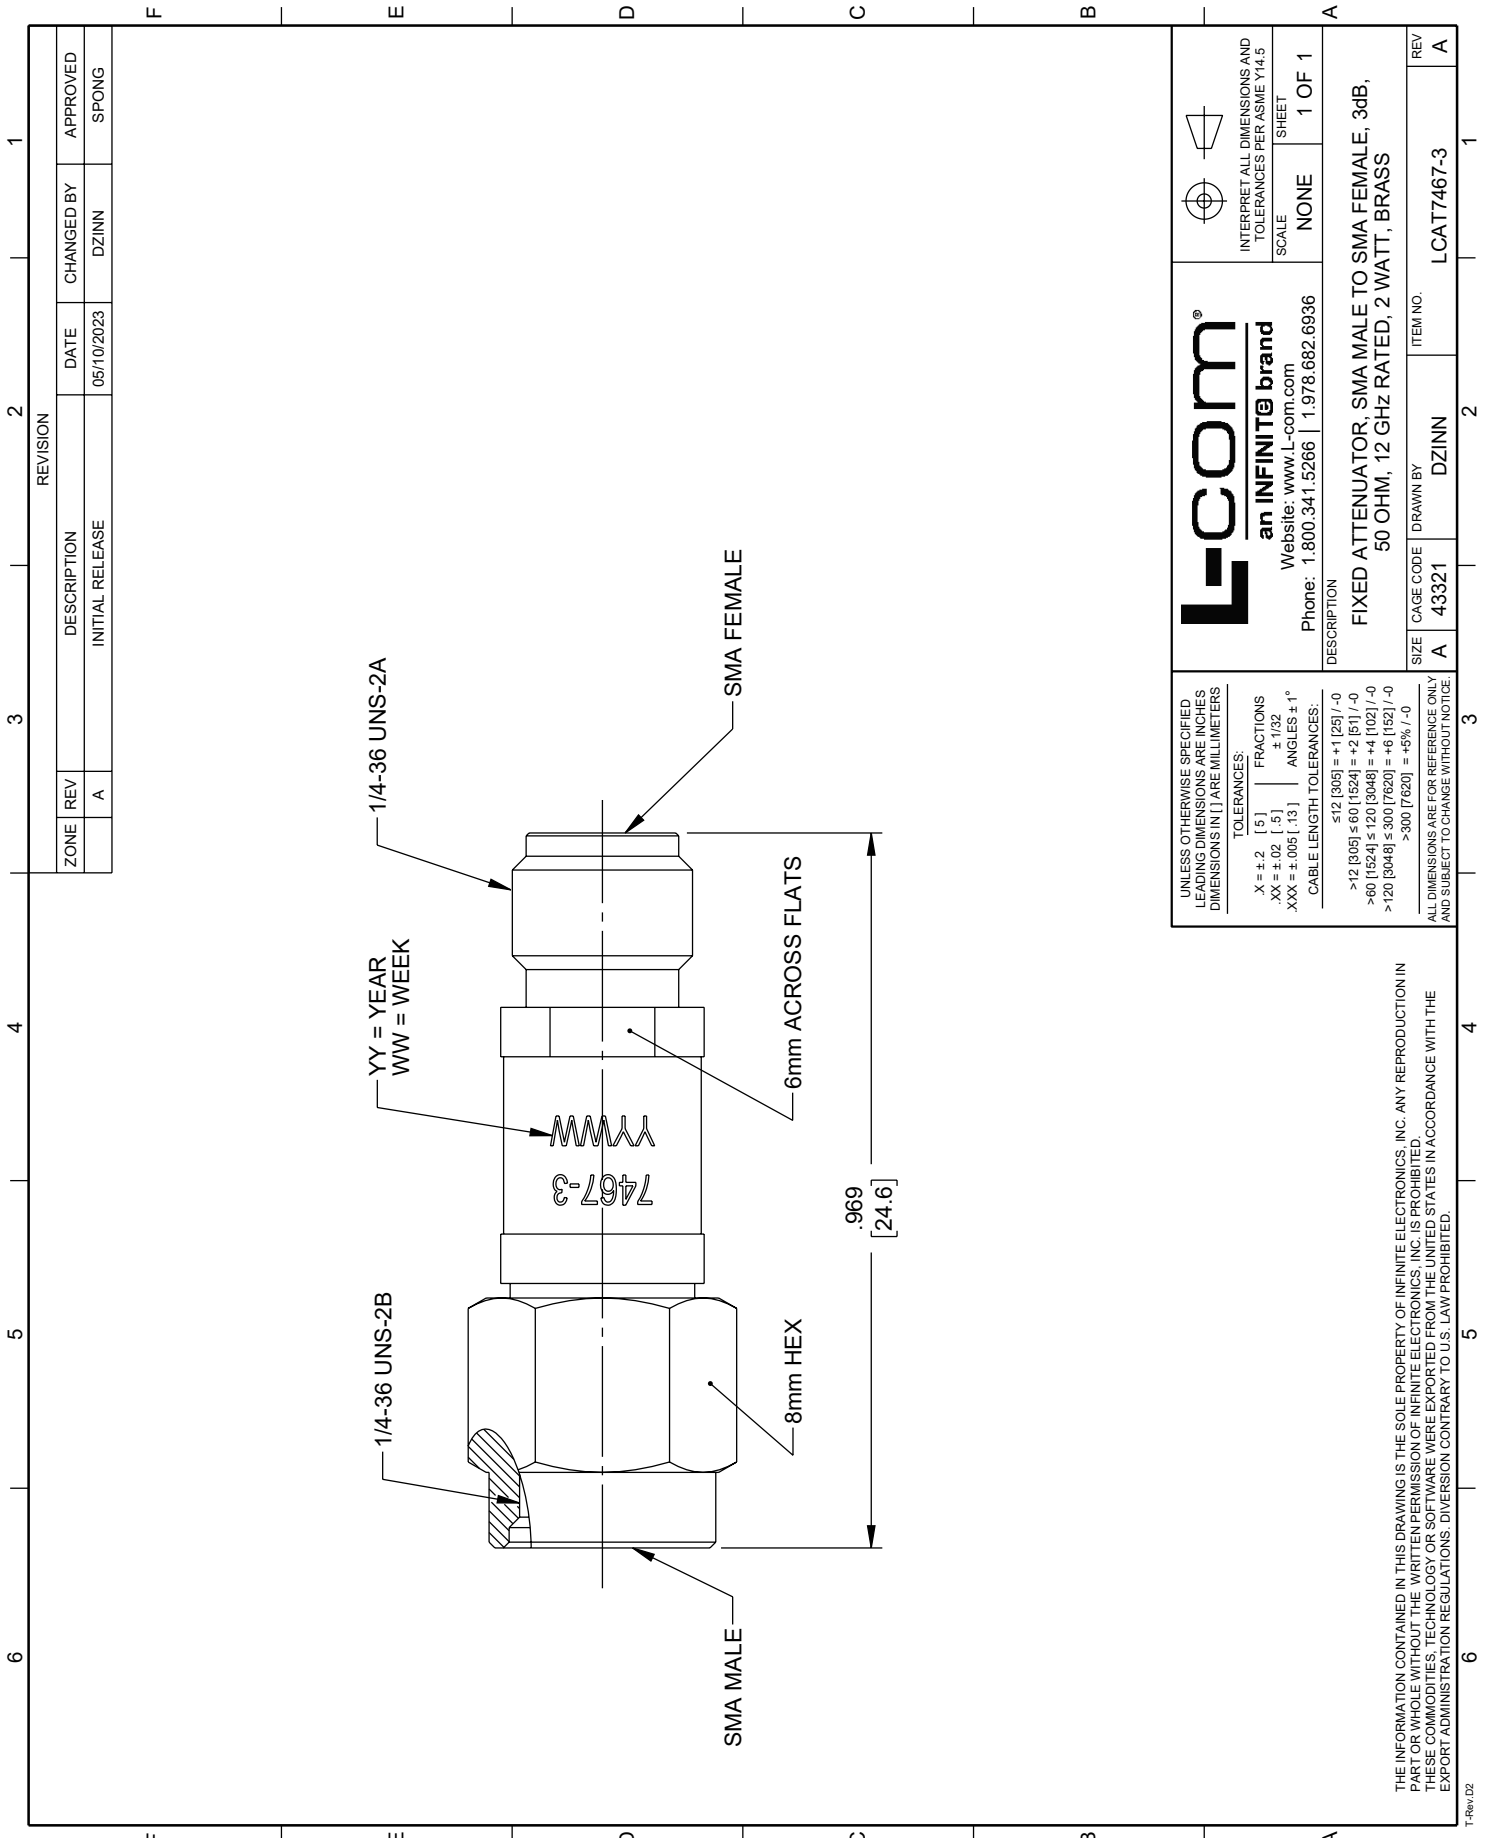 6
5
4
3
2
1
F
E
D
C
B
A
REVISION
ZONE REV DESCRIPTION DATE CHANGED BY APPROVED
A INITIAL RELEASE 05/10/2023 DZINN SPONG
1/4-36 UNS-2B
YY = YEAR
WW = WEEK
1/4-36 UNS-2A
7467-3
YYWW
SMA MALE
8mm HEX
6mm ACROSS FLATS
SMA FEMALE
.969
[24.6]
UNLESS OTHERWISE SPECIFIED
LEADING DIMENSIONS ARE INCHES
DIMENSIONS IN [ ] ARE MILLIMETERS
TOLERANCES:
.X = ±.2 [ 5 ] FRACTIONS
.XX = ±.02 [ .5 ] ± 1/32
.XXX = ±.005 [ .13 ] ANGLES ± 1°
CABLE LENGTH TOLERANCES:
≤12 [305] = +1 [25] / -0
>12 [305] ≤ 60 [1524] = +2 [51] / -0
>60 [1524] ≤ 120 [3048] = +4 [102] / -0
>120 [3048] ≤ 300 [7620] = +6 [152] / -0
>300 [7620] = +5% / -0
ALL DIMENSIONS ARE FOR REFERENCE ONLY
AND SUBJECT TO CHANGE WITHOUT NOTICE.
L-com®
an INFINITe brand
Website: www.L-com.com
Phone: 1.800.341.5266 | 1.978.682.6936
INTERPRET ALL DIMENSIONS AND
TOLERANCES PER ASME Y14.5
SCALE
NONE
SHEET
1 OF 1
DESCRIPTION
FIXED ATTENUATOR, SMA MALE TO SMA FEMALE, 3dB,
50 OHM, 12 GHz RATED, 2 WATT, BRASS
SIZE
A
CAGE CODE
43321
DRAWN BY
DZINN
ITEM NO.
LCAT7467-3
REV
A
THE INFORMATION CONTAINED IN THIS DRAWING IS THE SOLE PROPERTY OF INFINITE ELECTRONICS, INC. ANY REPRODUCTION IN
PART OR WHOLE WITHOUT THE WRITTEN PERMISSION OF INFINITE ELECTRONICS, INC. IS PROHIBITED.
THESE COMMODITIES, TECHNOLOGY OR SOFTWARE WERE EXPORTED FROM THE UNITED STATES IN ACCORDANCE WITH THE
EXPORT ADMINISTRATION REGULATIONS. DIVERSION CONTRARY TO U.S. LAW PROHIBITED.
6
5
4
3
2
1
T-Rev.D2